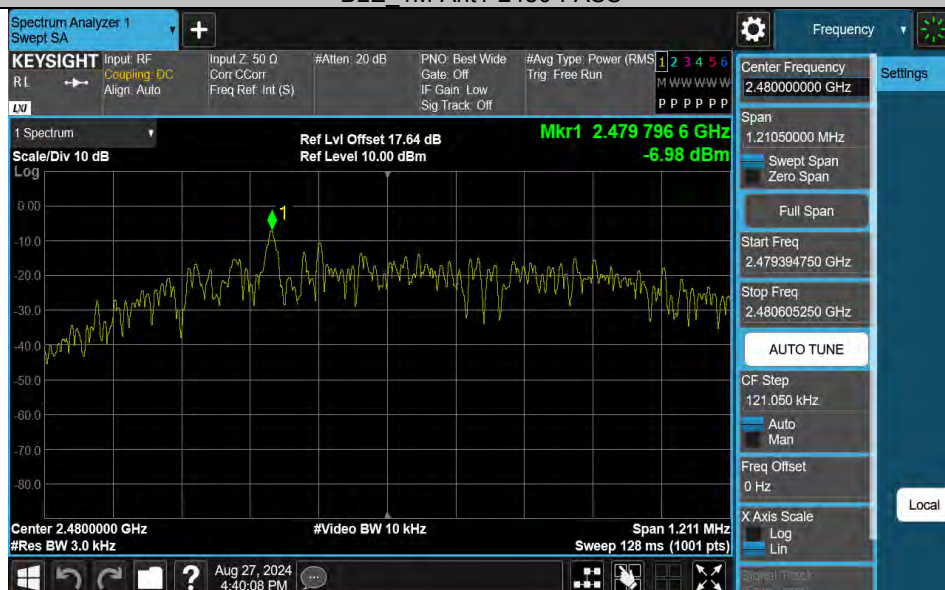 Spectrum Analyzer 1
Swept SA
+
Frequency
KEYSIGHT
RL
LXI
Input: RF
Coupling: DC
Align: Auto
Input Z: 50 Ω
Corr CCorr
Freq Ref: Int (S)
#Atten: 20 dB
PNO: Best Wide
Gate: Off
IF Gain: Low
Sig Track: Off
#Avg Type: Power (RMS
Trig: Free Run
1 2 3 4 5 6
M W W W W W
P P P P P P
1 Spectrum
Scale/Div 10 dB
Log
Ref Lvl Offset 17.64 dB
Ref Level 10.00 dBm
Mkr1 2.479 796 6 GHz
-6.98 dBm
1
0.00
-10.0
-20.0
-30.0
-40.0
-50.0
-60.0
-70.0
-80.0
Center 2.4800000 GHz
#Res BW 3.0 kHz
#Video BW 10 kHz
Span 1.211 MHz
Sweep 128 ms (1001 pts)
Center Frequency
2.480000000 GHz
Span
1.21050000 MHz
Swept Span
Zero Span
Full Span
Start Freq
2.479394750 GHz
Stop Freq
2.480605250 GHz
AUTO TUNE
CF Step
121.050 kHz
Auto
Man
Freq Offset
0 Hz
X Axis Scale
Log
Lin
Signal Track
Settings
Local
?
Aug 27, 2024
4:40:08 PM